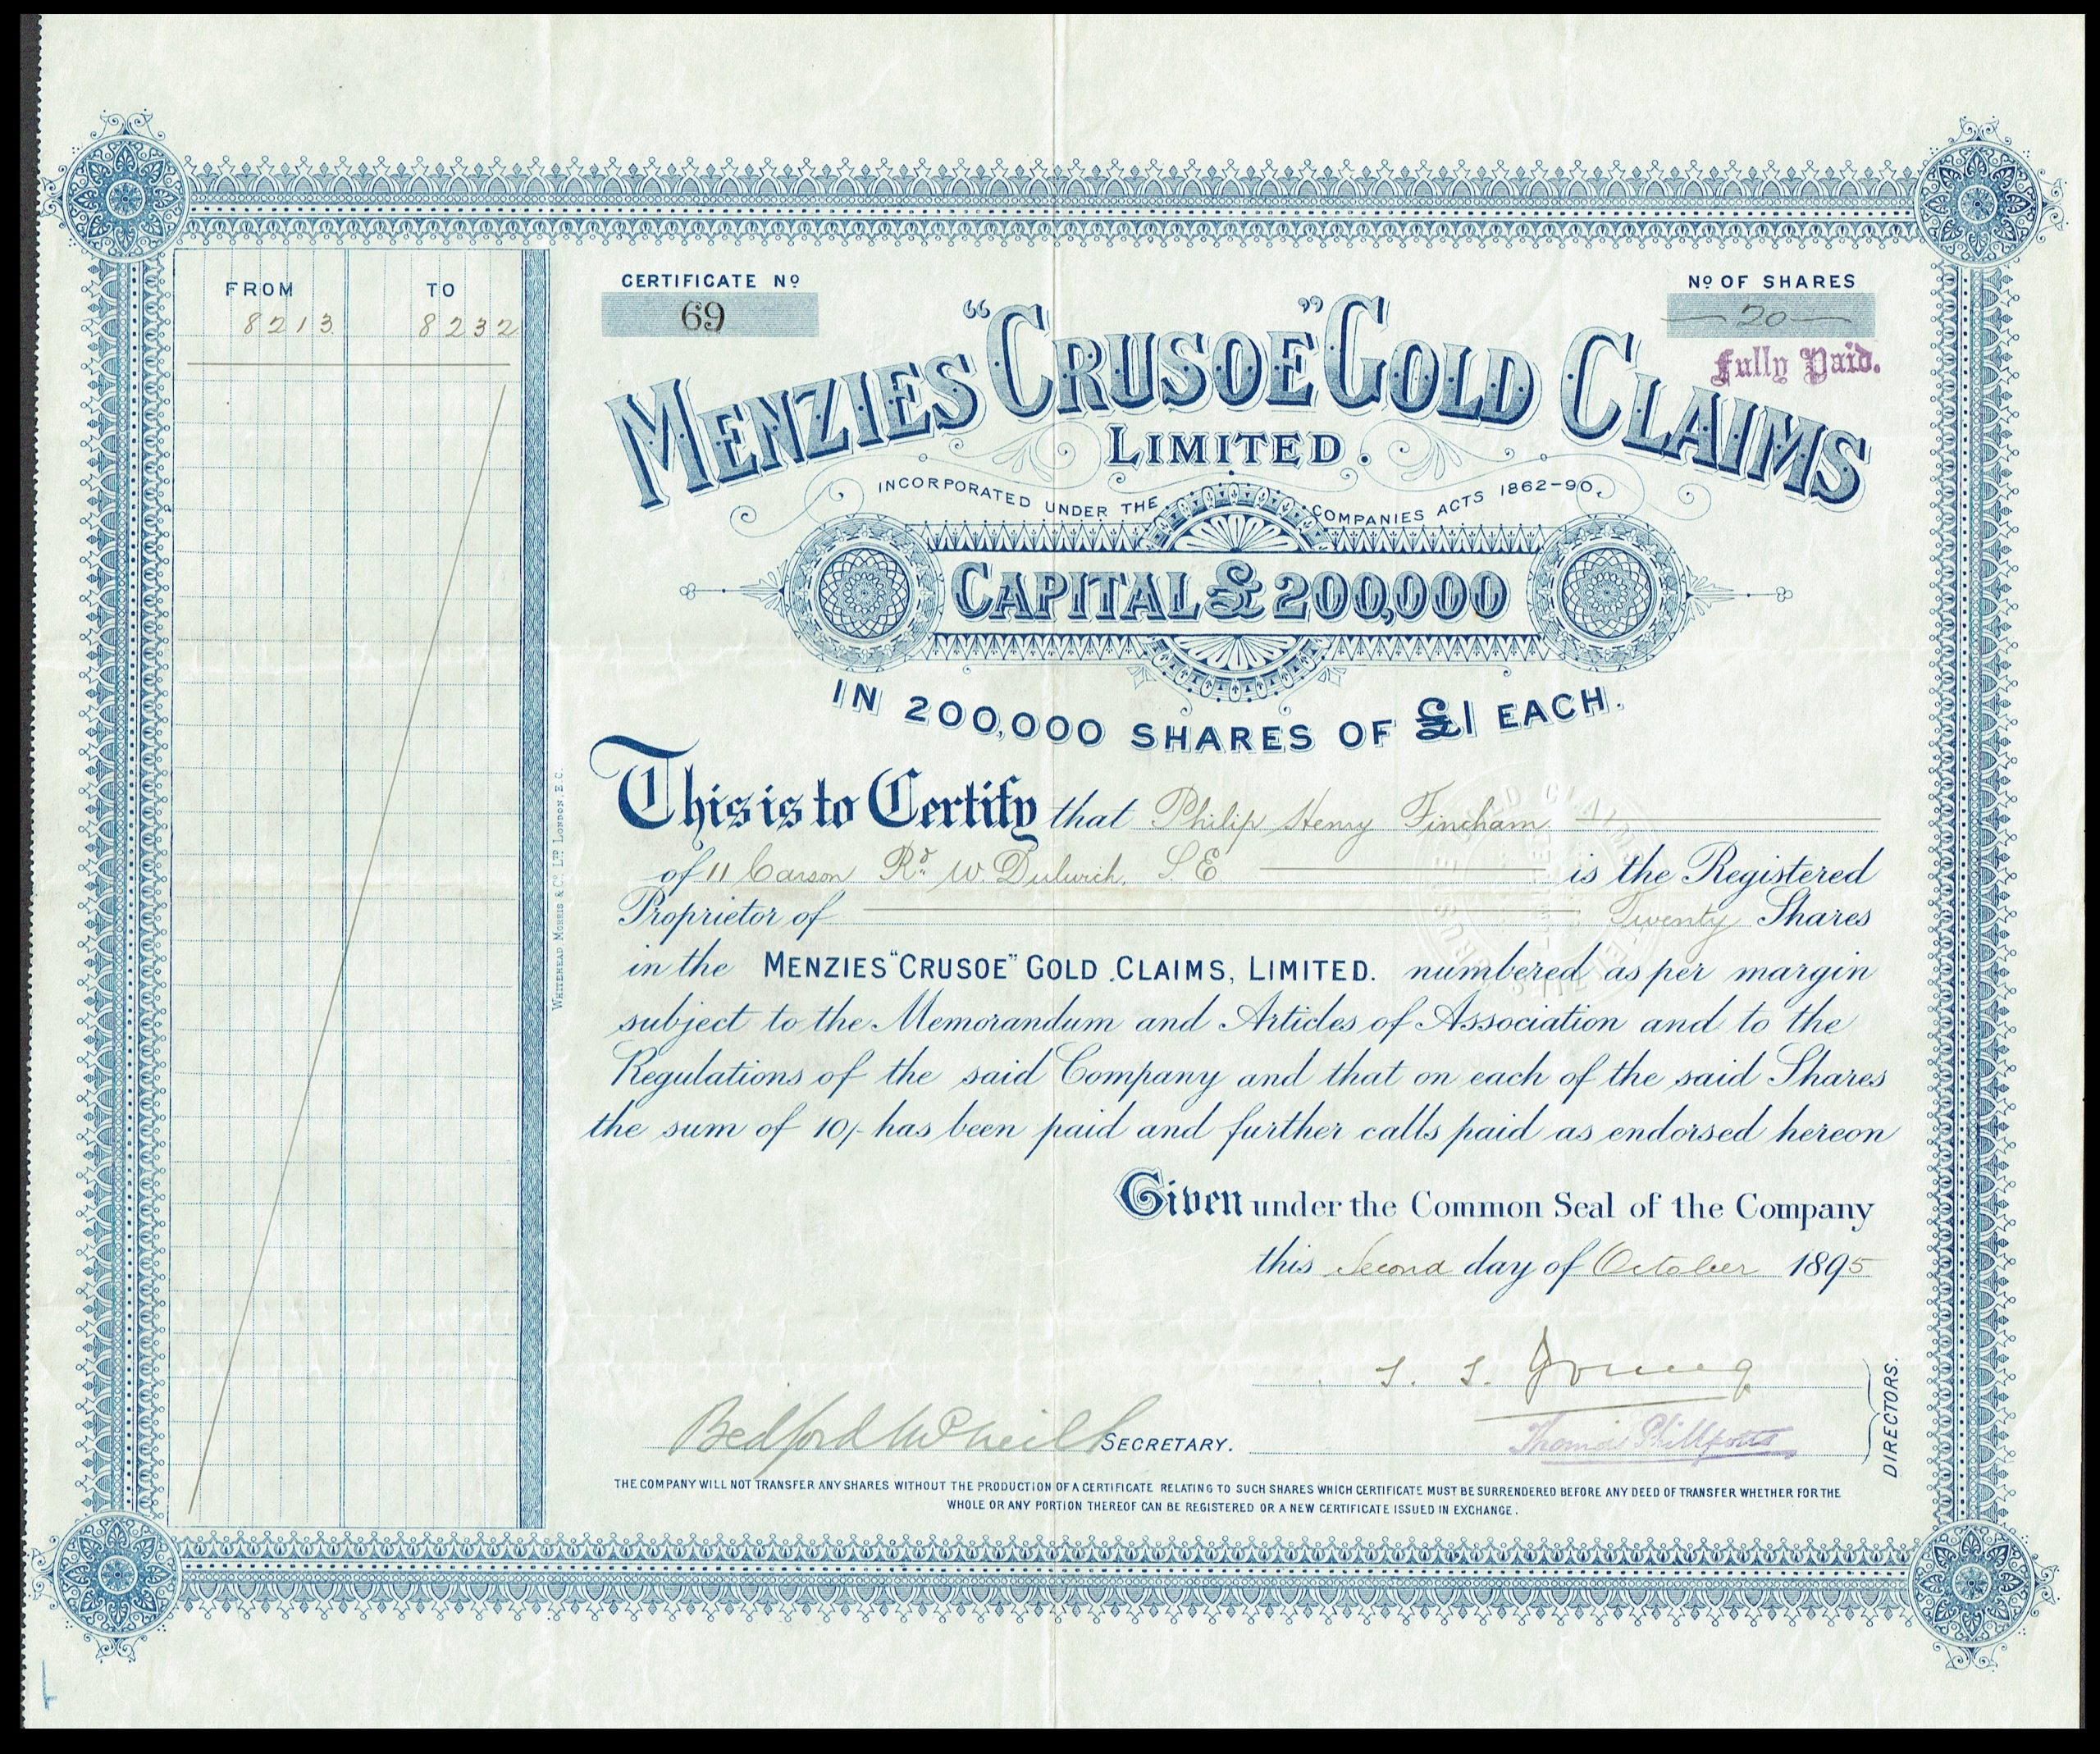 FROM TO
8213 8232
CERTIFICATE Nº
69
Nº OF SHARES
20
Fully Paid.
MENZIES "CRUSOE" GOLD CLAIMS
LIMITED.
INCORPORATED UNDER THE COMPANIES ACTS 1862-90.
CAPITAL £200,000
IN 200,000 SHARES OF £1 EACH.
This is to Certify that Philip Henry Fincham
of 11 Carson Rd. W. Dulwich. S.E is the Registered
Proprietor of Twenty Shares
in the MENZIES "CRUSOE" GOLD CLAIMS, LIMITED. numbered as per margin
subject to the Memorandum and Articles of Association and to the
Regulations of the said Company and that on each of the said Shares
the sum of 10/- has been paid and further calls paid as endorsed hereon
Given under the Common Seal of the Company
this Second day of October 1895
Young
Bedford McNeill SECRETARY.
Thomas Phillpotts
DIRECTORS.
THE COMPANY WILL NOT TRANSFER ANY SHARES WITHOUT THE PRODUCTION OF A CERTIFICATE RELATING TO SUCH SHARES WHICH CERTIFICATE MUST BE SURRENDERED BEFORE ANY DEED OF TRANSFER WHETHER FOR THE
WHOLE OR ANY PORTION THEREOF CAN BE REGISTERED OR A NEW CERTIFICATE ISSUED IN EXCHANGE.
WHITEHEAD MORRIS & CO. LTD LONDON. E.C.